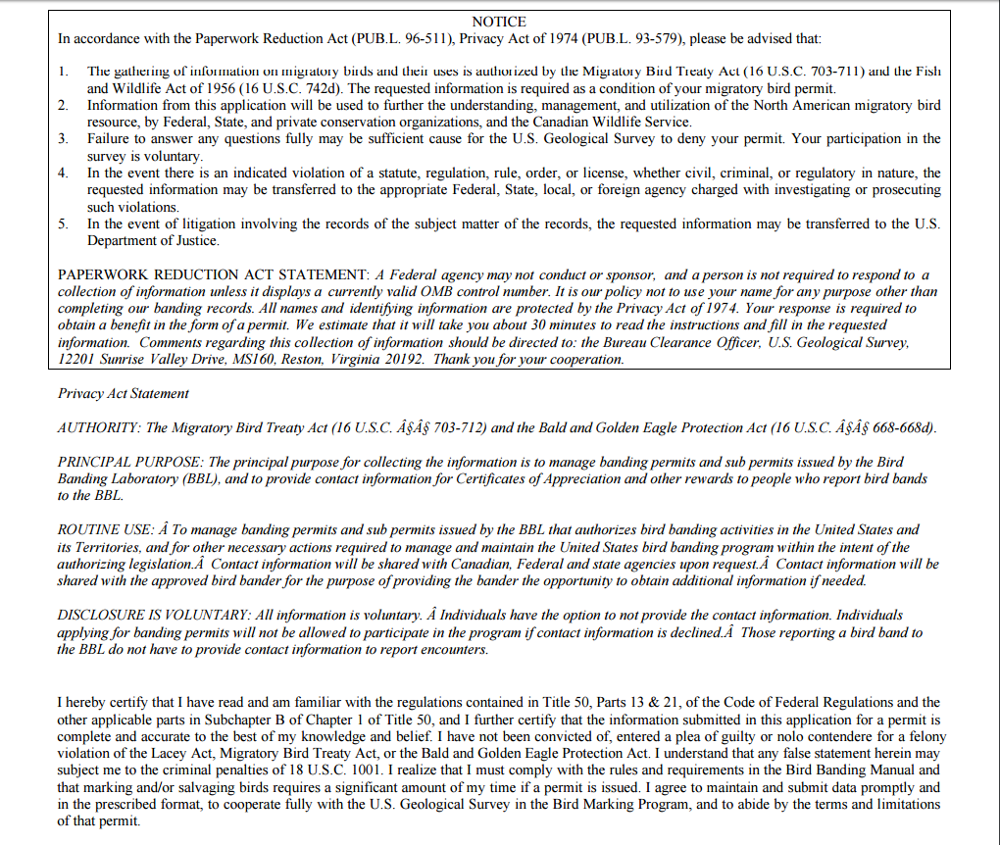 NOTICE
In accordance with the Paperwork Reduction Act (PUB.L. 96-511), Privacy Act of 1974 (PUB.L. 93-579), please be advised that:
1. The gathering of information on migratory birds and their uses is authorized by the Migratory Bird Treaty Act (16 U.S.C. 703-711) and the Fish
and Wildlife Act of 1956 (16 U.S.C. 742d). The requested information is required as a condition of your migratory bird permit.
2. Information from this application will be used to further the understanding, management, and utilization of the North American migratory bird
resource, by Federal, State, and private conservation organizations, and the Canadian Wildlife Service.
3. Failure to answer any questions fully may be sufficient cause for the U.S. Geological Survey to deny your permit. Your participation in the
survey is voluntary.
4. In the event there is an indicated violation of a statute, regulation, rule, order, or license, whether civil, criminal, or regulatory in nature, the
requested information may be transferred to the appropriate Federal, State, local, or foreign agency charged with investigating or prosecuting
such violations.
5. In the event of litigation involving the records of the subject matter of the records, the requested information may be transferred to the U.S.
Department of Justice.
PAPERWORK REDUCTION ACT STATEMENT: A Federal agency may not conduct or sponsor, and a person is not required to respond to a
collection of information unless it displays a currently valid OMB control number. It is our policy not to use your name for any purpose other than
completing our banding records. All names and identifying information are protected by the Privacy Act of 1974. Your response is required to
obtain a benefit in the form of a permit. We estimate that it will take you about 30 minutes to read the instructions and fill in the requested
information. Comments regarding this collection of information should be directed to: the Bureau Clearance Officer, U.S. Geological Survey,
12201 Sunrise Valley Drive, MS160, Reston, Virginia 20192. Thank you for your cooperation.
Privacy Act Statement
AUTHORITY: The Migratory Bird Treaty Act (16 U.S.C. Â§Â§ 703-712) and the Bald and Golden Eagle Protection Act (16 U.S.C. Â§Â§ 668-668d).
PRINCIPAL PURPOSE: The principal purpose for collecting the information is to manage banding permits and sub permits issued by the Bird
Banding Laboratory (BBL), and to provide contact information for Certificates of Appreciation and other rewards to people who report bird bands
to the BBL.
ROUTINE USE: Â To manage banding permits and sub permits issued by the BBL that authorizes bird banding activities in the United States and
its Territories, and for other necessary actions required to manage and maintain the United States bird banding program within the intent of the
authorizing legislation.Â Contact information will be shared with Canadian, Federal and state agencies upon request.Â Contact information will be
shared with the approved bird bander for the purpose of providing the bander the opportunity to obtain additional information if needed.
DISCLOSURE IS VOLUNTARY: All information is voluntary. Â Individuals have the option to not provide the contact information. Individuals
applying for banding permits will not be allowed to participate in the program if contact information is declined.Â Those reporting a bird band to
the BBL do not have to provide contact information to report encounters.
I hereby certify that I have read and am familiar with the regulations contained in Title 50, Parts 13 & 21, of the Code of Federal Regulations and the
other applicable parts in Subchapter B of Chapter 1 of Title 50, and I further certify that the information submitted in this application for a permit is
complete and accurate to the best of my knowledge and belief. I have not been convicted of, entered a plea of guilty or nolo contendere for a felony
violation of the Lacey Act, Migratory Bird Treaty Act, or the Bald and Golden Eagle Protection Act. I understand that any false statement herein may
subject me to the criminal penalties of 18 U.S.C. 1001. I realize that I must comply with the rules and requirements in the Bird Banding Manual and
that marking and/or salvaging birds requires a significant amount of my time if a permit is issued. I agree to maintain and submit data promptly and
in the prescribed format, to cooperate fully with the U.S. Geological Survey in the Bird Marking Program, and to abide by the terms and limitations
of that permit.